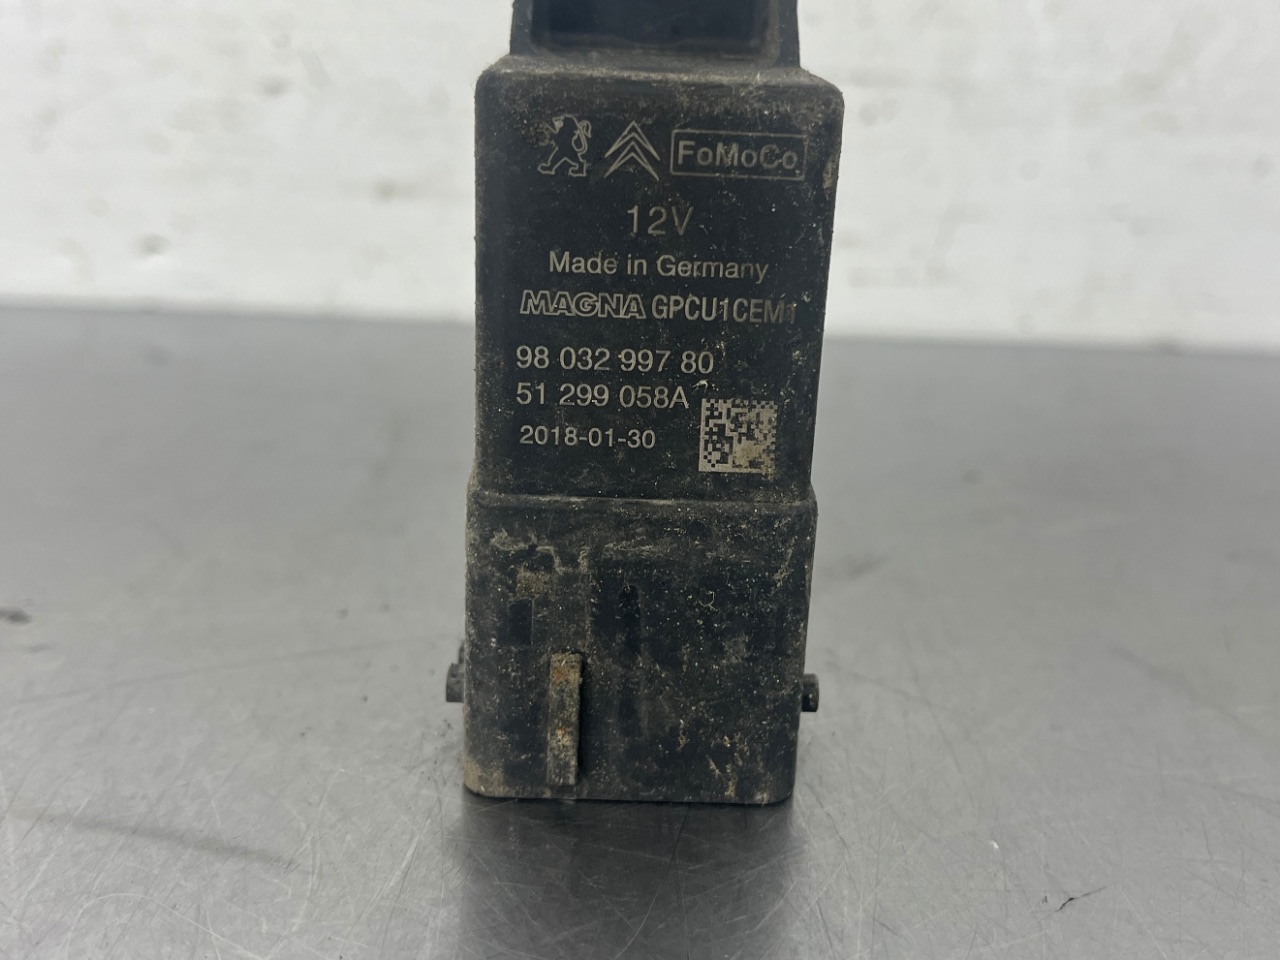 FoMoCo
12V
Made in Germany
MAGNA GPCU1CEM1
98 032 997 80
51 299 058A
2018-01-30